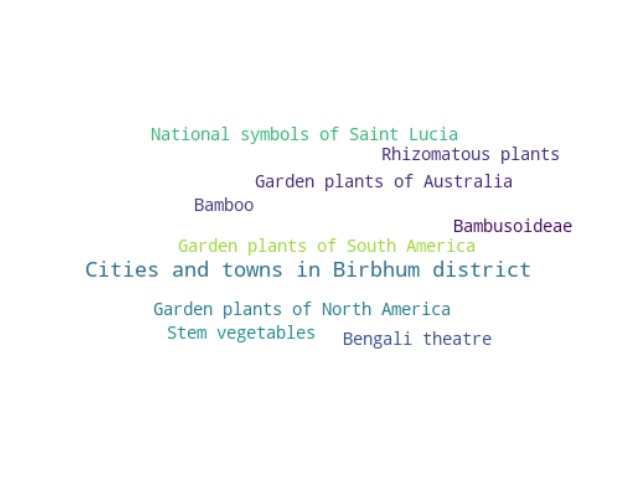 National symbols of Saint Lucia
Rhizomatous plants
Garden plants of Australia
Bamboo
Bambusoideae
Garden plants of South America
Cities and towns in Birbhum district
Garden plants of North America
Stem vegetables
Bengali theatre